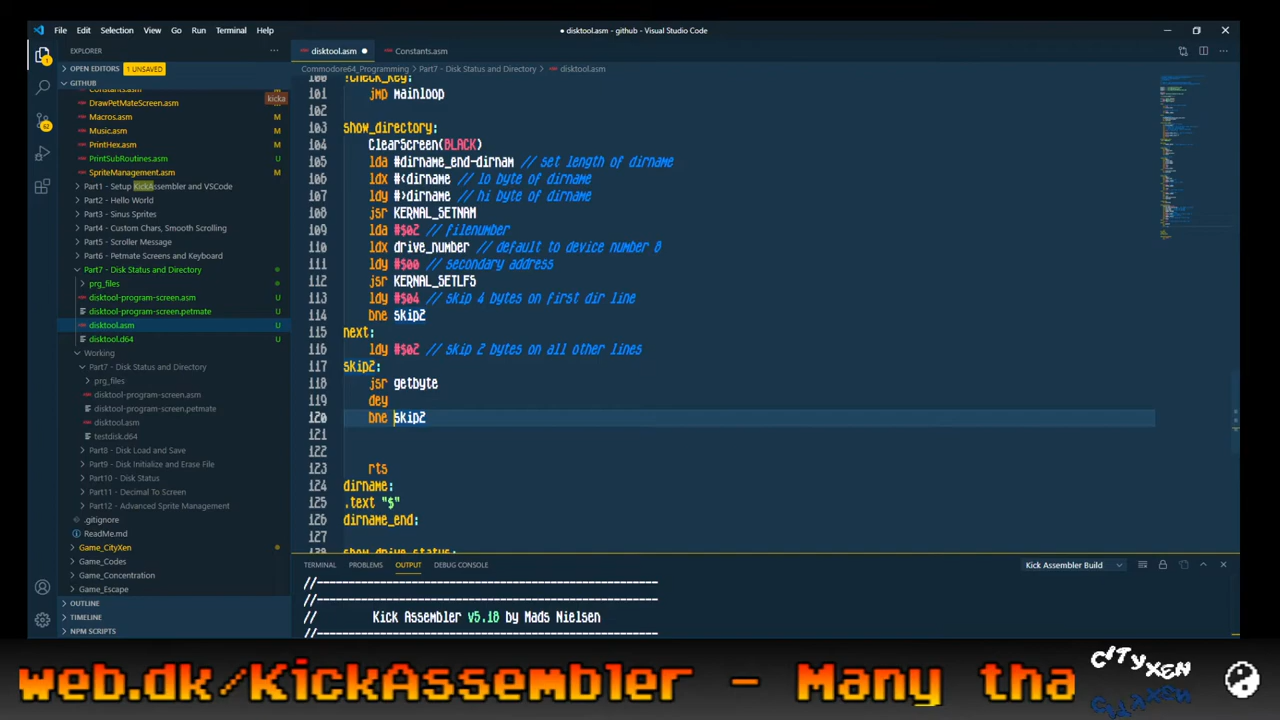 File Edit Selection View Go Run Terminal Help
● disktool.asm - github - Visual Studio Code
EXPLORER
disktool.asm ● Constants.asm
OPEN EDITORS 1 UNSAVED
GITHUB
kicka
Constants.asm M
DrawPetMateScreen.asm M
Macros.asm M
Music.asm M
PrintHex.asm M
PrintSubRoutines.asm U
SpriteManagement.asm M
Part1 - Setup KickAssembler and VSCode
Part2 - Hello World
Part3 - Sinus Sprites
Part4 - Custom Chars, Smooth Scrolling
Part5 - Scroller Message
Part6 - Petmate Screens and Keyboard
Part7 - Disk Status and Directory
prg_files
disktool-program-screen.asm U
disktool-program-screen.petmate U
disktool.asm U
disktool.d64 U
Working
Part7 - Disk Status and Directory
prg_files
disktool-program-screen.asm
disktool-program-screen.petmate
disktool.asm
testdisk.d64
Part8 - Disk Load and Save
Part9 - Disk Initialize and Erase File
Part10 - Disk Status
Part11 - Decimal To Screen
Part12 - Advanced Sprite Management
.gitignore
ReadMe.md
Game_CityXen
Game_Codes
Game_Concentration
Game_Escape
OUTLINE
TIMELINE
NPM SCRIPTS
1
62
Commodore64_Programming > Part7 - Disk Status and Directory > disktool.asm
100 !check_key:
101 jmp mainloop
102
103 show_directory:
104 ClearScreen(BLACK)
105 lda #dirname_end-dirnam // set length of dirname
106 ldx #<dirname // lo byte of dirname
107 ldy #>dirname // hi byte of dirname
108 jsr KERNAL_SETNAM
109 lda #$02 // filenumber
110 ldx drive_number // default to device number 8
111 ldy #$00 // secondary address
112 jsr KERNAL_SETLFS
113 ldy #$04 // skip 4 bytes on first dir line
114 bne skip2
115 next:
116 ldy #$02 // skip 2 bytes on all other lines
117 skip2:
118 jsr getbyte
119 dey
120 bne skip2
121
122
123 rts
124 dirname:
125 .text "$"
126 dirname_end:
127
128 show_drive_status:
TERMINAL PROBLEMS OUTPUT DEBUG CONSOLE
Kick Assembler Build
//------------------------------------------------------
//------------------------------------------------------
// Kick Assembler v5.18 by Mads Nielsen
//------------------------------------------------------
web.dk/KickAssembler - Many tha
CITYXEN